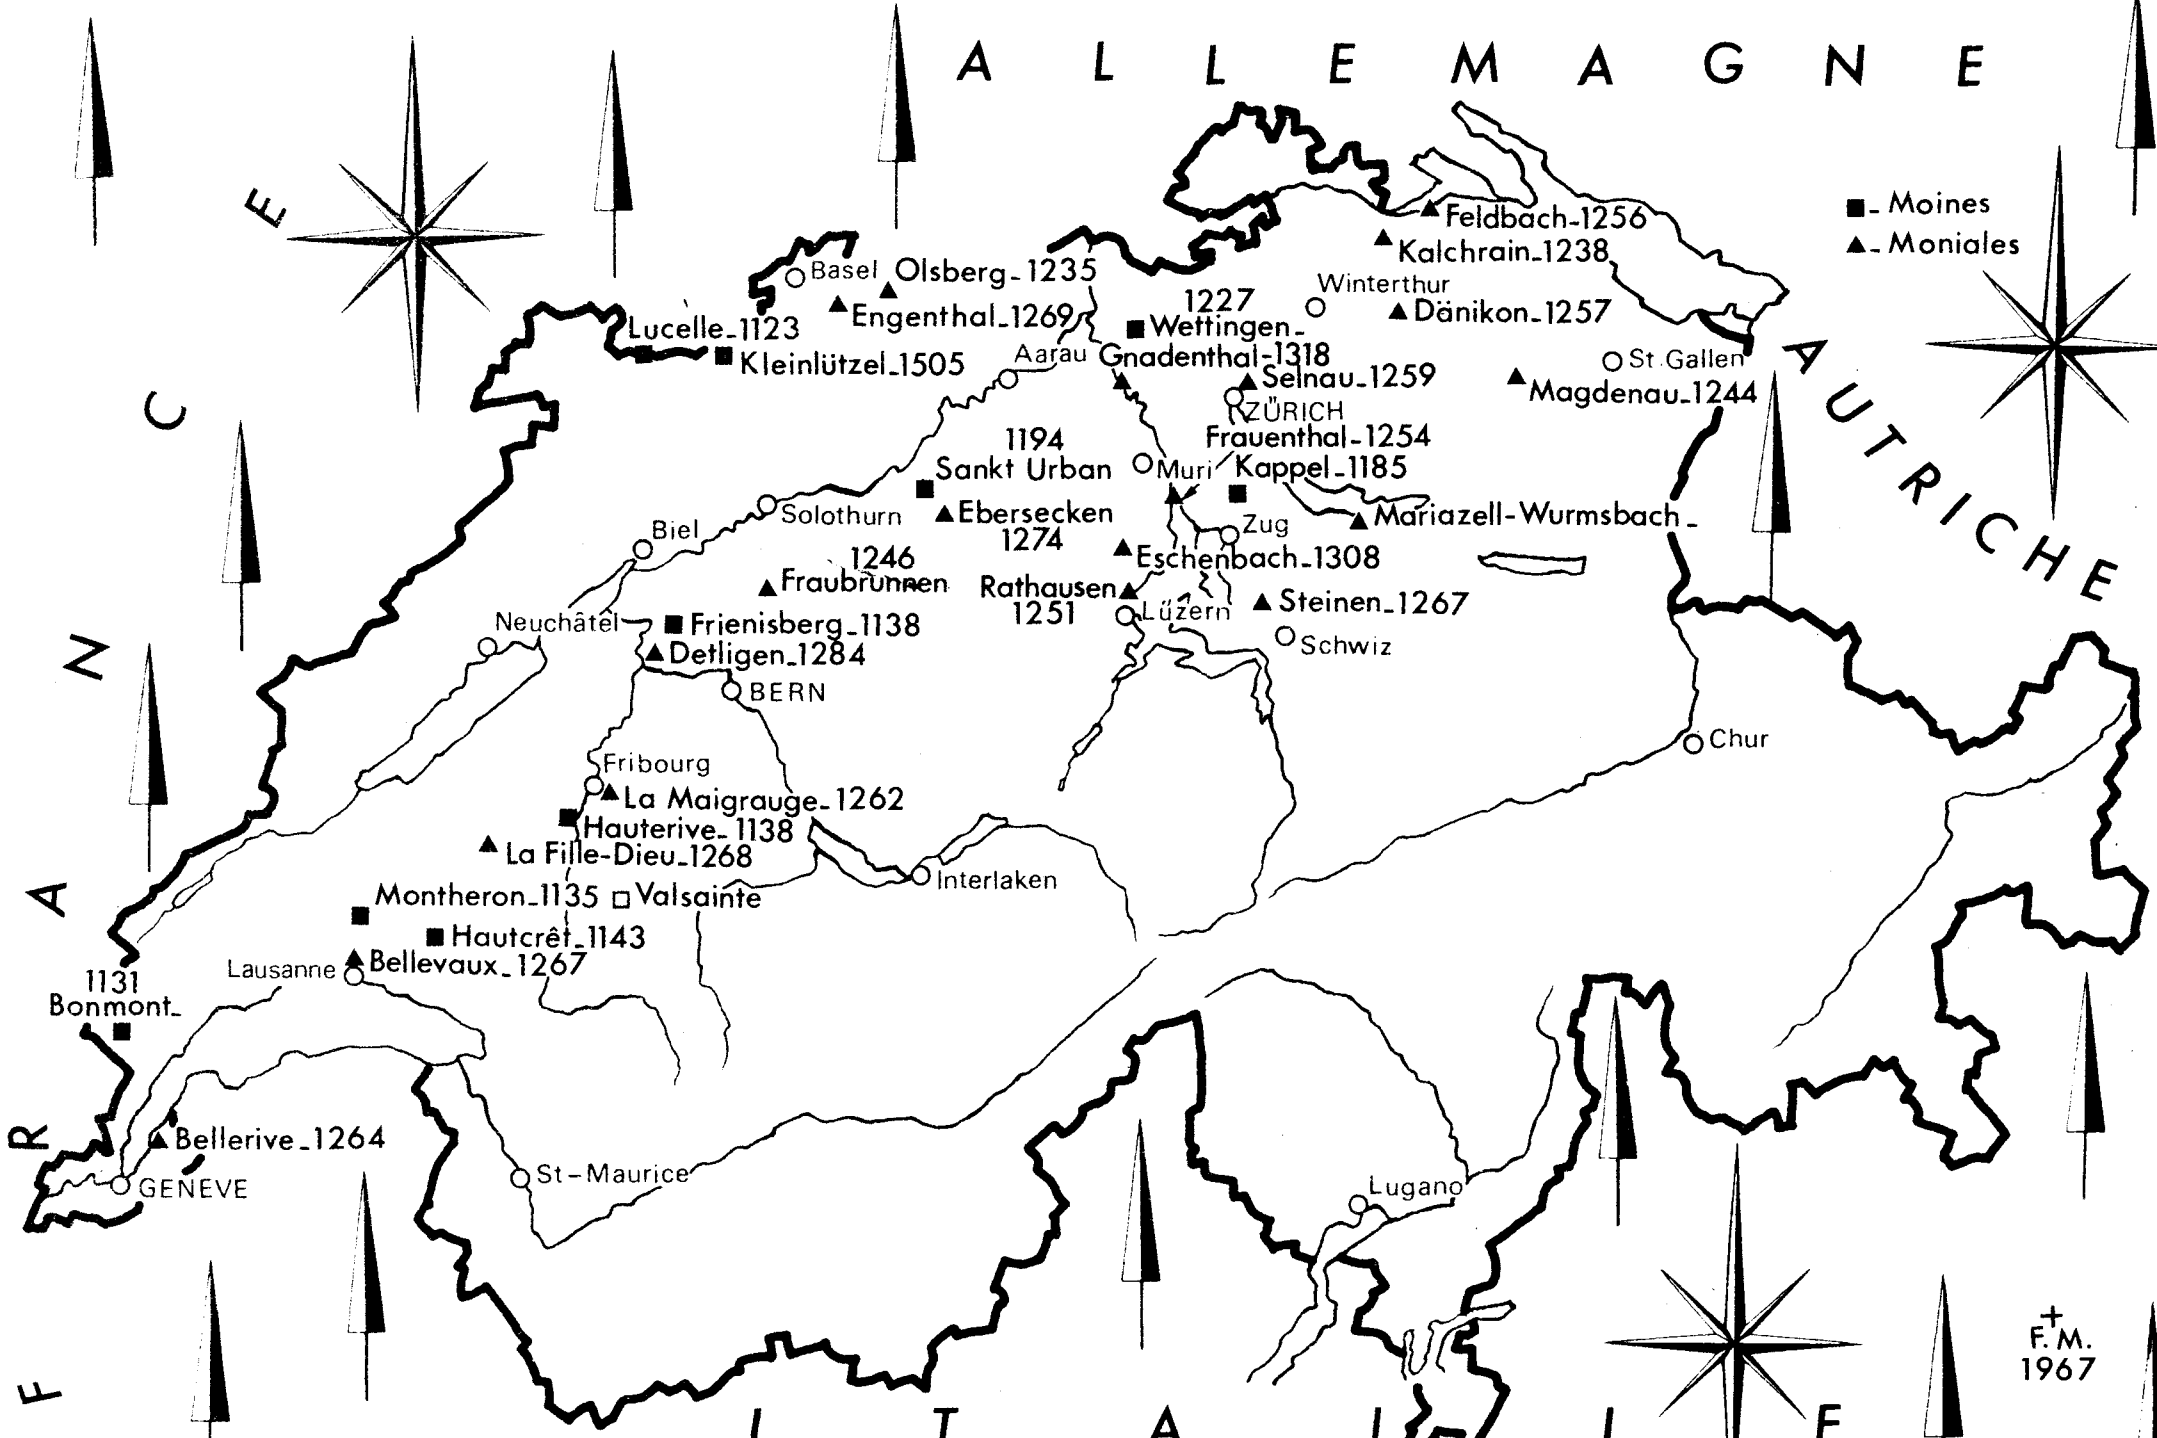 ALLEMAGNE
FRANCE
AUTRICHE
ITALIE
■- Moines
▲- Moniales
Feldbach-1256
Kalchrain-1238
Basel
Olsberg-1235
Engenthal-1269
1227
Wettingen-
Winterthur
Dänikon-1257
Lucelle-1123
Kleinlützel-1505
Aarau
Gnadenthal-1318
Selnau-1259
St.Gallen
Magdenau-1244
ZÜRICH
Frauenthal-1254
1194
Sankt Urban
Muri
Kappel-1185
Solothurn
Ebersecken
1274
Mariazell-Wurmsbach-
Biel
Zug
1246
Fraubrunnen
Eschenbach-1308
Rathausen
1251
Lüzern
Steinen-1267
Neuchâtel
Frienisberg-1138
Detligen-1284
Schwiz
BERN
Chur
Fribourg
La Maigrauge-1262
Hauterive-1138
La Fille-Dieu-1268
Interlaken
Montheron-1135
Valsainte
Hautcrêt-1143
Lausanne
Bellevaux-1267
1131
Bonmont-
Bellerive-1264
GENÈVE
St-Maurice
Lugano
F.M.
1967